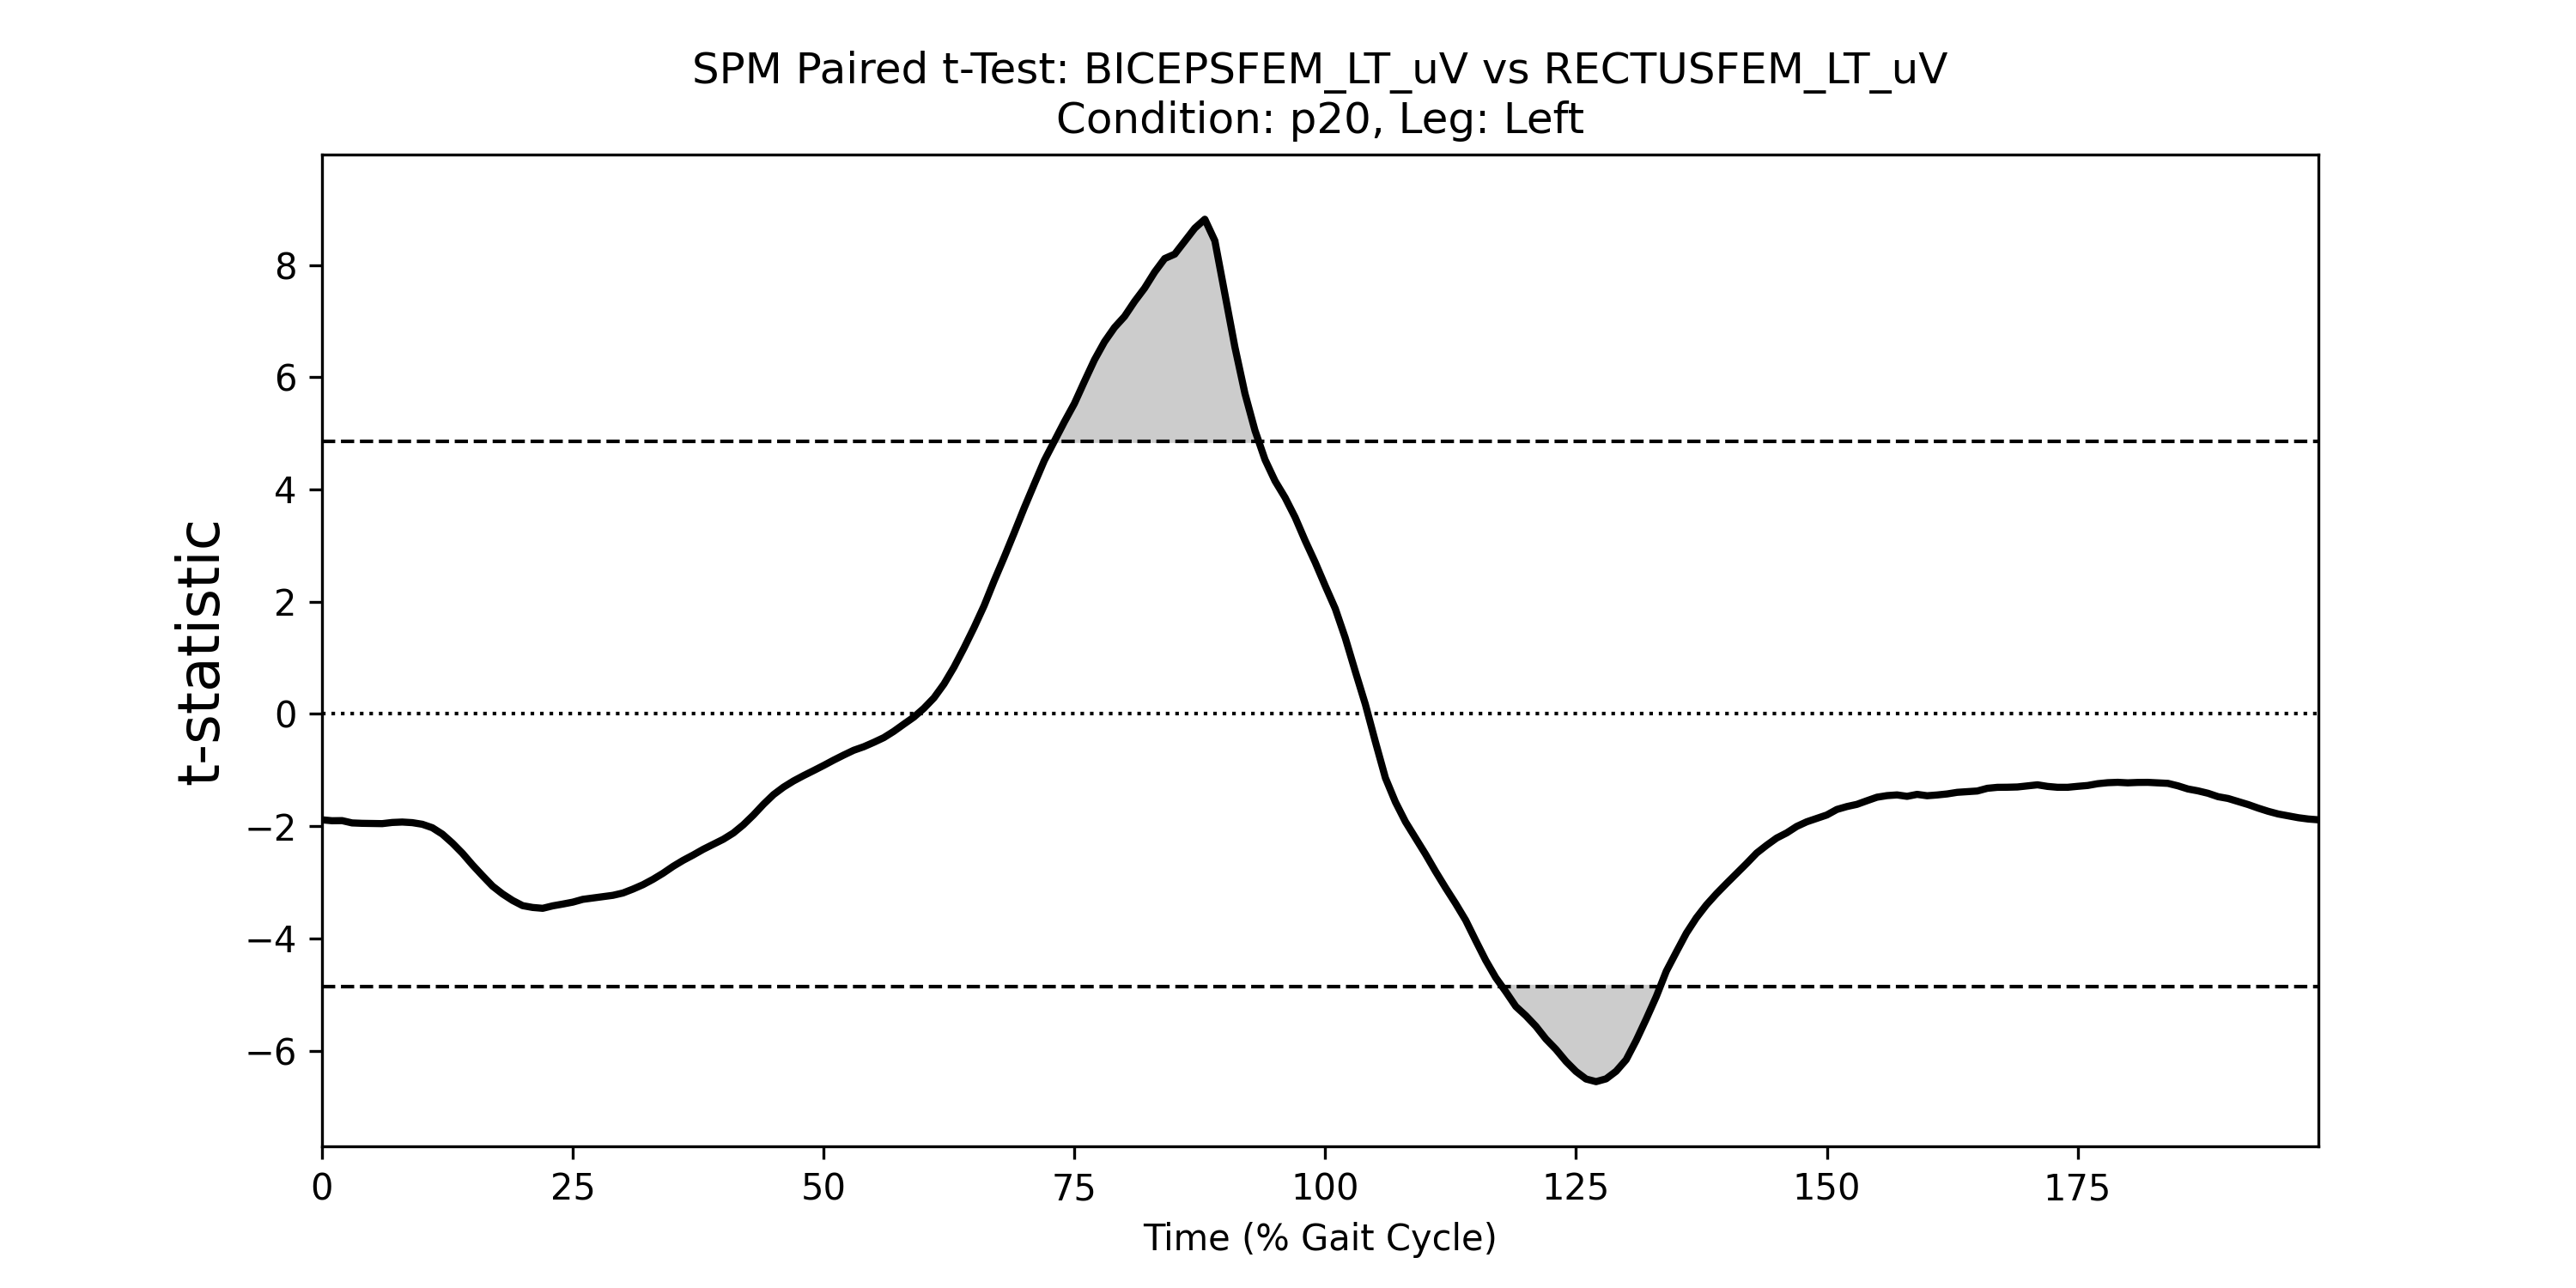 SPM Paired t-Test: BICEPSFEM_LT_uV vs RECTUSFEM_LT_uV
Condition: p20, Leg: Left
t-statistic
8
6
4
2
0
−2
−4
−6
0 25 50 75 100 125 150 175
Time (% Gait Cycle)